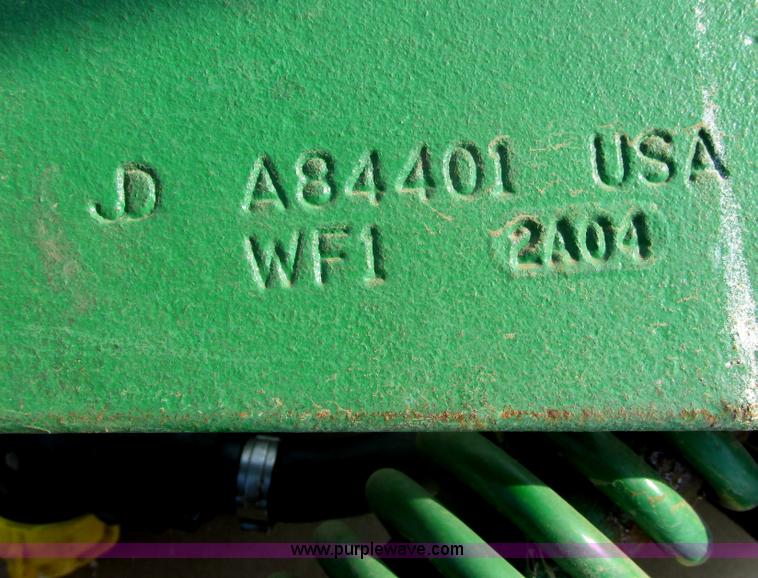 JD A84401 USA
WF1 2A04
www.purplewave.com